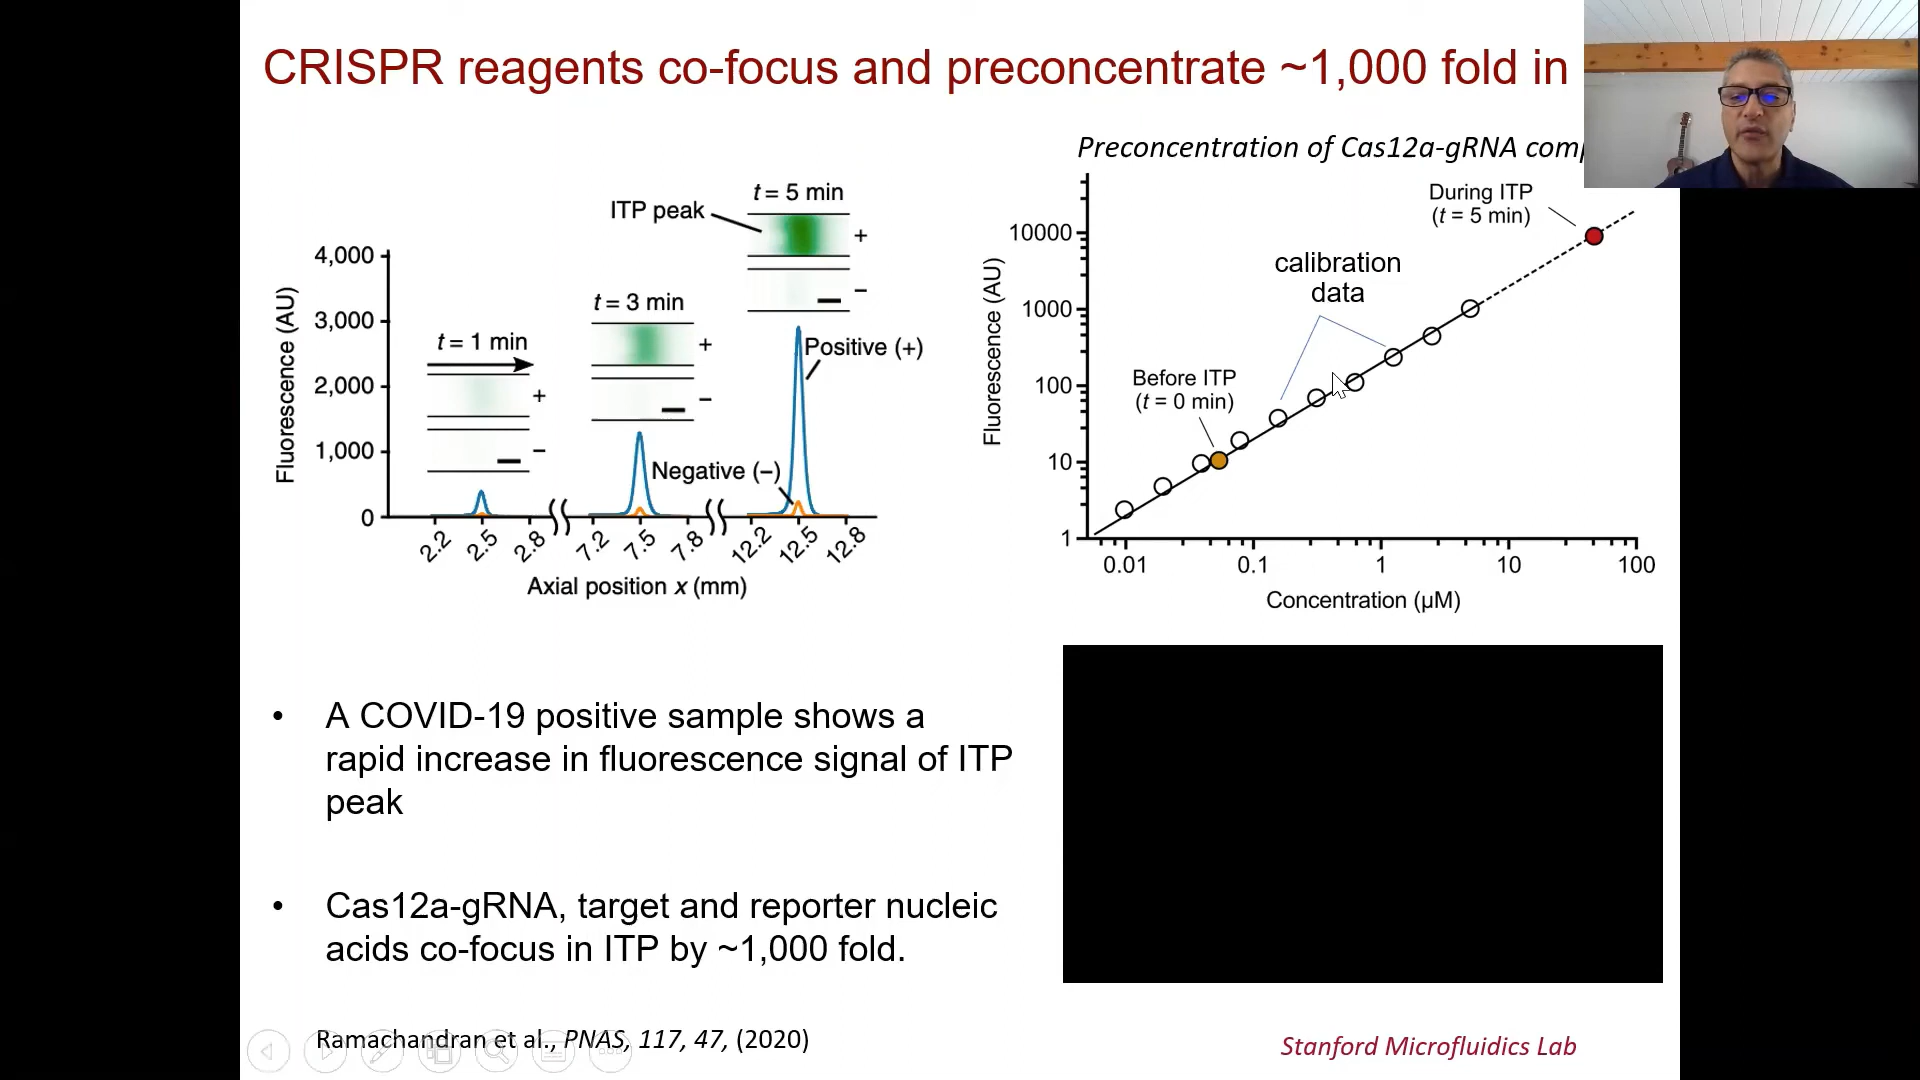 CRISPR reagents co-focus and preconcentrate ~1,000 fold in
t = 1 min
t = 3 min
t = 5 min
ITP peak
+
−
+
−
+
−
Positive (+)
Negative (−)
Fluorescence (AU)
4,000
3,000
2,000
1,000
0
2.2
2.5
2.8
7.2
7.5
7.8
12.2
12.5
12.8
Axial position x (mm)
Preconcentration of Cas12a-gRNA
During ITP
(t = 5 min)
calibration
data
Before ITP
(t = 0 min)
Fluorescence (AU)
10000
1000
100
10
1
0.01
0.1
1
10
100
Concentration (μM)
• A COVID-19 positive sample shows a
rapid increase in fluorescence signal of ITP
peak
• Cas12a-gRNA, target and reporter nucleic
acids co-focus in ITP by ~1,000 fold.
Ramachandran et al., PNAS, 117, 47, (2020)
Stanford Microfluidics Lab